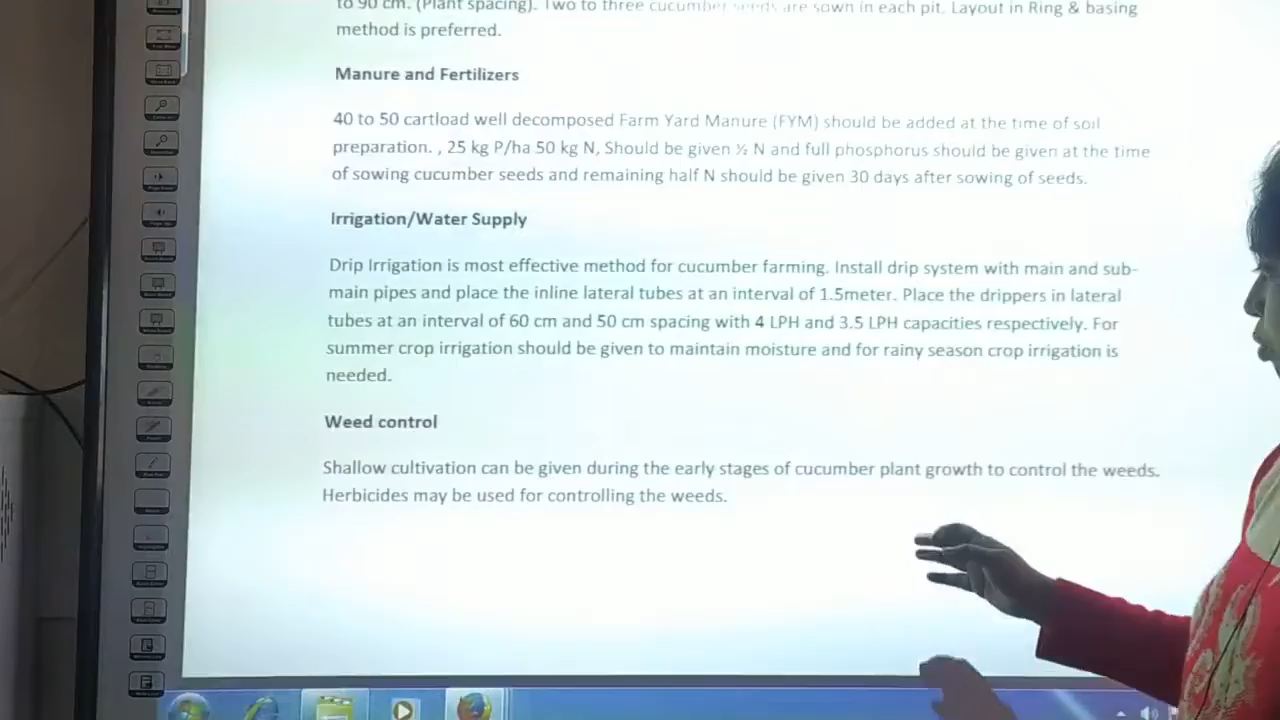 to 90 cm. (Plant spacing). Two to three cucumber seeds are sown in each pit. Layout in Ring & basing
method is preferred.
Manure and Fertilizers
40 to 50 cartload well decomposed Farm Yard Manure (FYM) should be added at the time of soil
preparation. , 25 kg P/ha 50 kg N, Should be given ½ N and full phosphorus should be given at the time
of sowing cucumber seeds and remaining half N should be given 30 days after sowing of seeds.
Irrigation/Water Supply
Drip Irrigation is most effective method for cucumber farming. Install drip system with main and sub-
main pipes and place the inline lateral tubes at an interval of 1.5meter. Place the drippers in lateral
tubes at an interval of 60 cm and 50 cm spacing with 4 LPH and 3.5 LPH capacities respectively. For
summer crop irrigation should be given to maintain moisture and for rainy season crop irrigation is
needed.
Weed control
Shallow cultivation can be given during the early stages of cucumber plant growth to control the weeds.
Herbicides may be used for controlling the weeds.